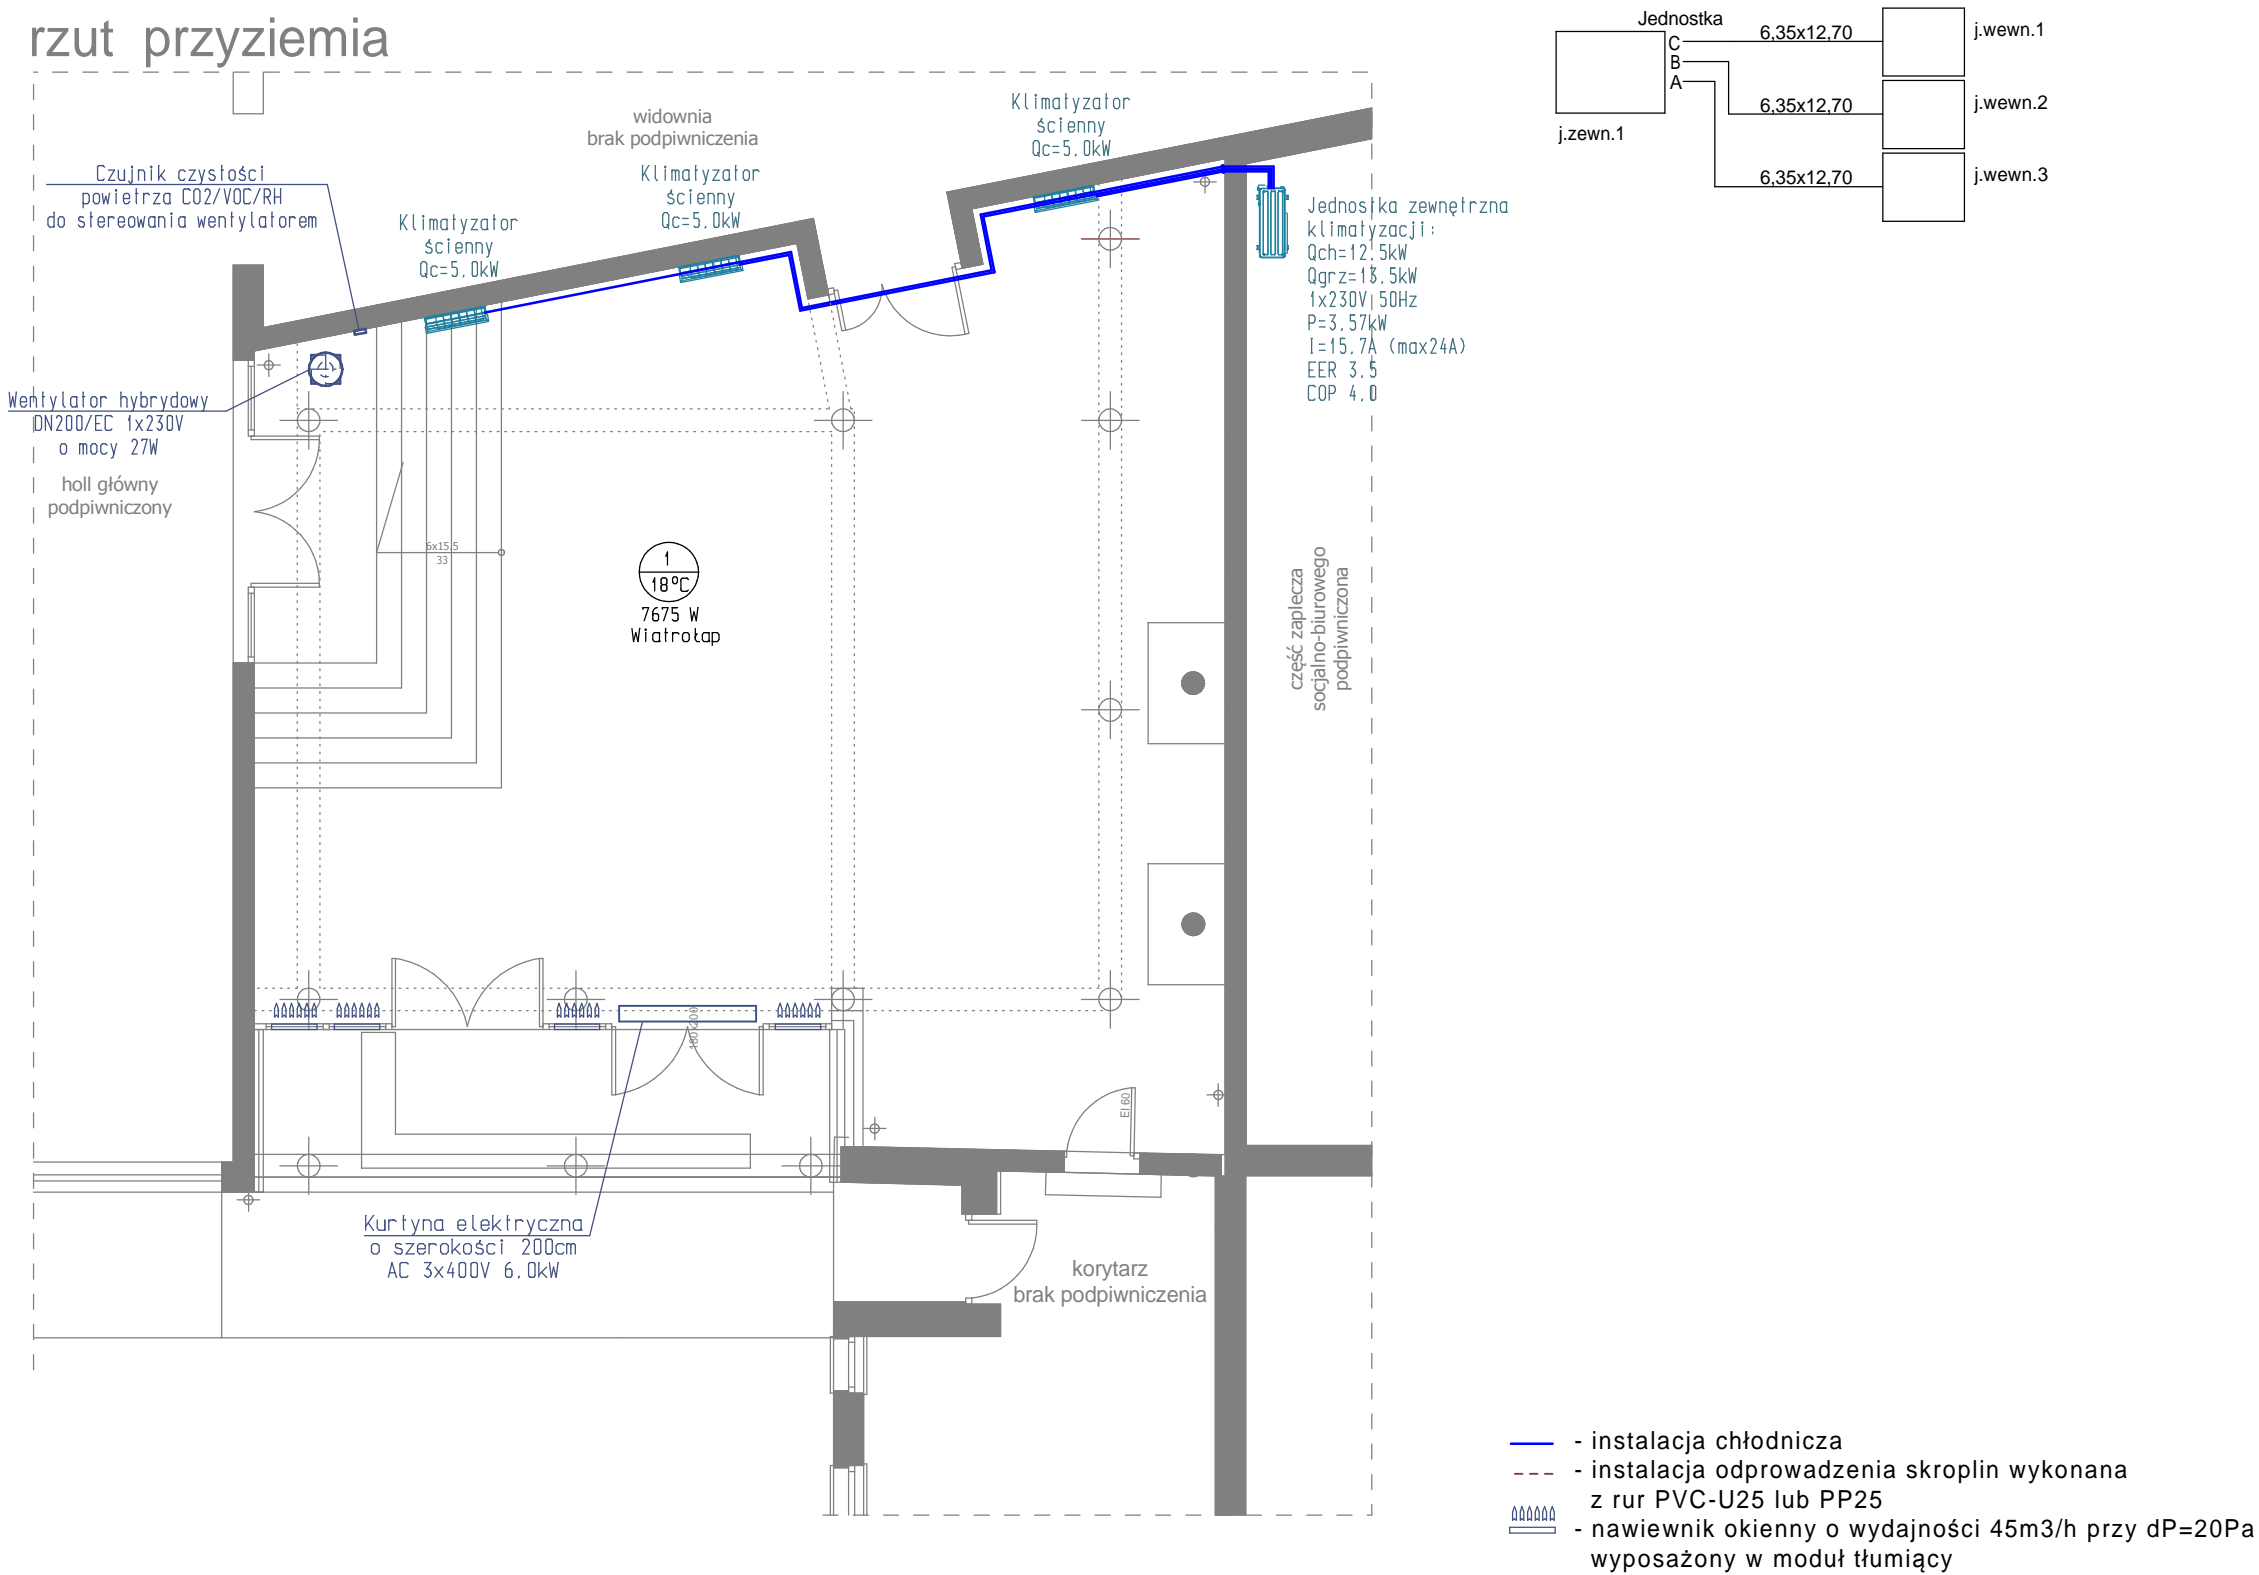 rzut przyziemia
Jednostka
C
B
A
j.zewn.1
6,35x12,70
j.wewn.1
6,35x12,70
j.wewn.2
6,35x12,70
j.wewn.3
widownia
brak podpiwniczenia
Klimatyzator
ścienny
Qc=5,0kW
Klimatyzator
ścienny
Qc=5,0kW
Klimatyzator
ścienny
Qc=5,0kW
Czujnik czystości
powietrza CO2/VOC/RH
do stereowania wentylatorem
Jednostka zewnętrzna
klimatyzacji:
Qch=12,5kW
Qgrz=13,5kW
1x230V 50Hz
P=3,57kW
I=15,7A (max24A)
EER 3,5
COP 4,0
Wentylator hybrydowy
DN200/EC 1x230V
o mocy 27W
holl główny
podpiwniczony
6x15,5
33
1
18°C
7675 W
Wiatrołap
część zaplecza
socjalno-biurowego
podpiwniczona
180x200
EI 60
Kurtyna elektryczna
o szerokości 200cm
AC 3x400V 6,0kW
korytarz
brak podpiwniczenia
- instalacja chłodnicza
- instalacja odprowadzenia skroplin wykonana
z rur PVC-U25 lub PP25
- nawiewnik okienny o wydajności 45m3/h przy dP=20Pa
wyposażony w moduł tłumiący